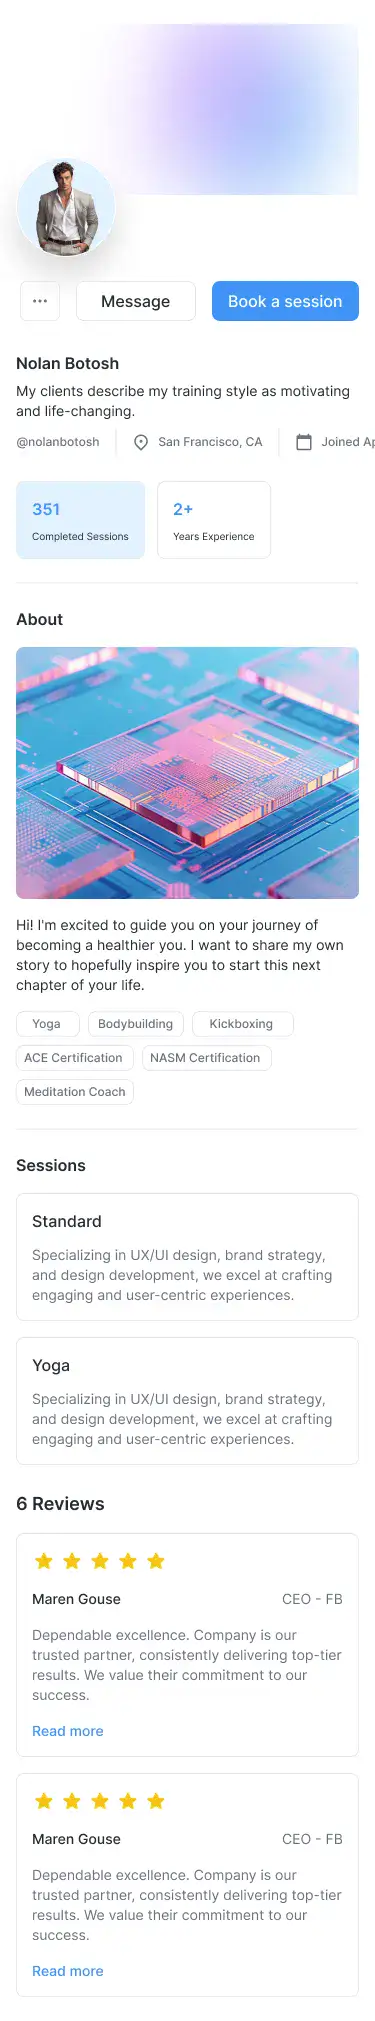 Message
Book a session
Nolan Botosh
My clients describe my training style as motivating
and life-changing.
@nolanbotosh
San Francisco, CA
Joined Ap
351
Completed Sessions
2+
Years Experience
About
Hi! I'm excited to guide you on your journey of
becoming a healthier you. I want to share my own
story to hopefully inspire you to start this next
chapter of your life.
Yoga
Bodybuilding
Kickboxing
ACE Certification
NASM Certification
Meditation Coach
Sessions
Standard
Specializing in UX/UI design, brand strategy,
and design development, we excel at crafting
engaging and user-centric experiences.
Yoga
Specializing in UX/UI design, brand strategy,
and design development, we excel at crafting
engaging and user-centric experiences.
6 Reviews
Maren Gouse
CEO - FB
Dependable excellence. Company is our
trusted partner, consistently delivering top-tier
results. We value their commitment to our
success.
Read more
Maren Gouse
CEO - FB
Dependable excellence. Company is our
trusted partner, consistently delivering top-tier
results. We value their commitment to our
success.
Read more